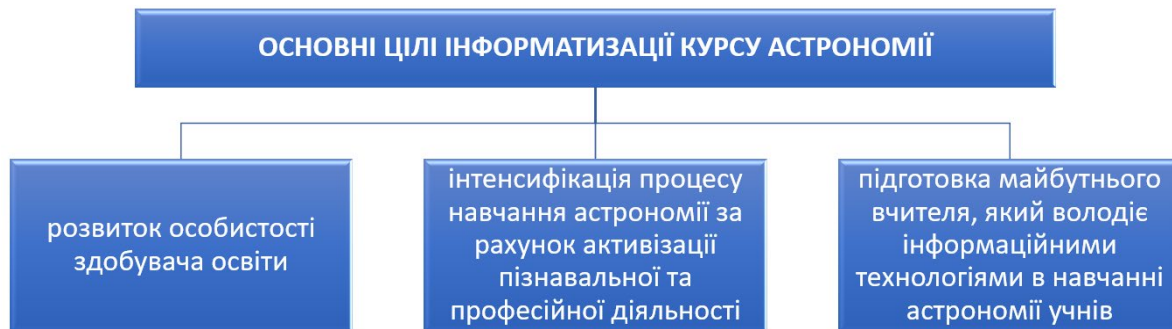 ОСНОВНІ ЦІЛІ ІНФОРМАТИЗАЦІЇ КУРСУ АСТРОНОМІЇ
розвиток особистості
здобувача освіти
інтенсифікація процесу
навчання астрономії за
рахунок активізації
пізнавальної та
професійної діяльності
підготовка майбутнього
вчителя, який володіє
інформаційними
технологіями в навчанні
астрономії учнів